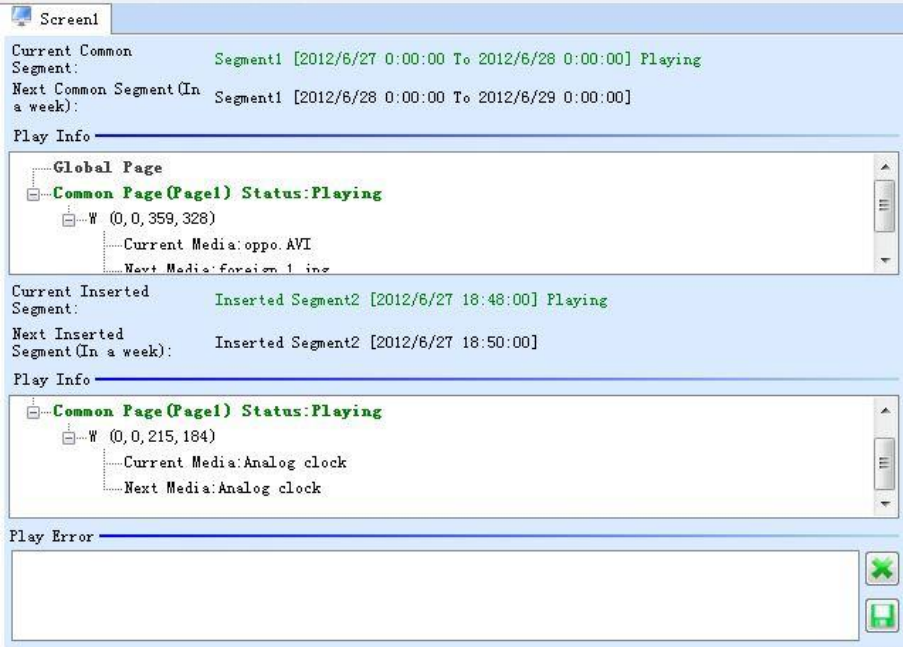 Screen1
Current Common
Segment:
Segment1 [2012/6/27 0:00:00 To 2012/6/28 0:00:00] Playing
Next Common Segment(In
a week):
Segment1 [2012/6/28 0:00:00 To 2012/6/29 0:00:00]
Play Info
Global Page
Common Page(Page1) Status:Playing
W (0,0,359,328)
Current Media:oppo.AVI
Next Media:foreign 1
Current Inserted
Segment:
Inserted Segment2 [2012/6/27 18:48:00] Playing
Next Inserted
Segment(In a week):
Inserted Segment2 [2012/6/27 18:50:00]
Play Info
Common Page(Page1) Status:Playing
W (0,0,215,184)
Current Media:Analog clock
Next Media:Analog clock
Play Error